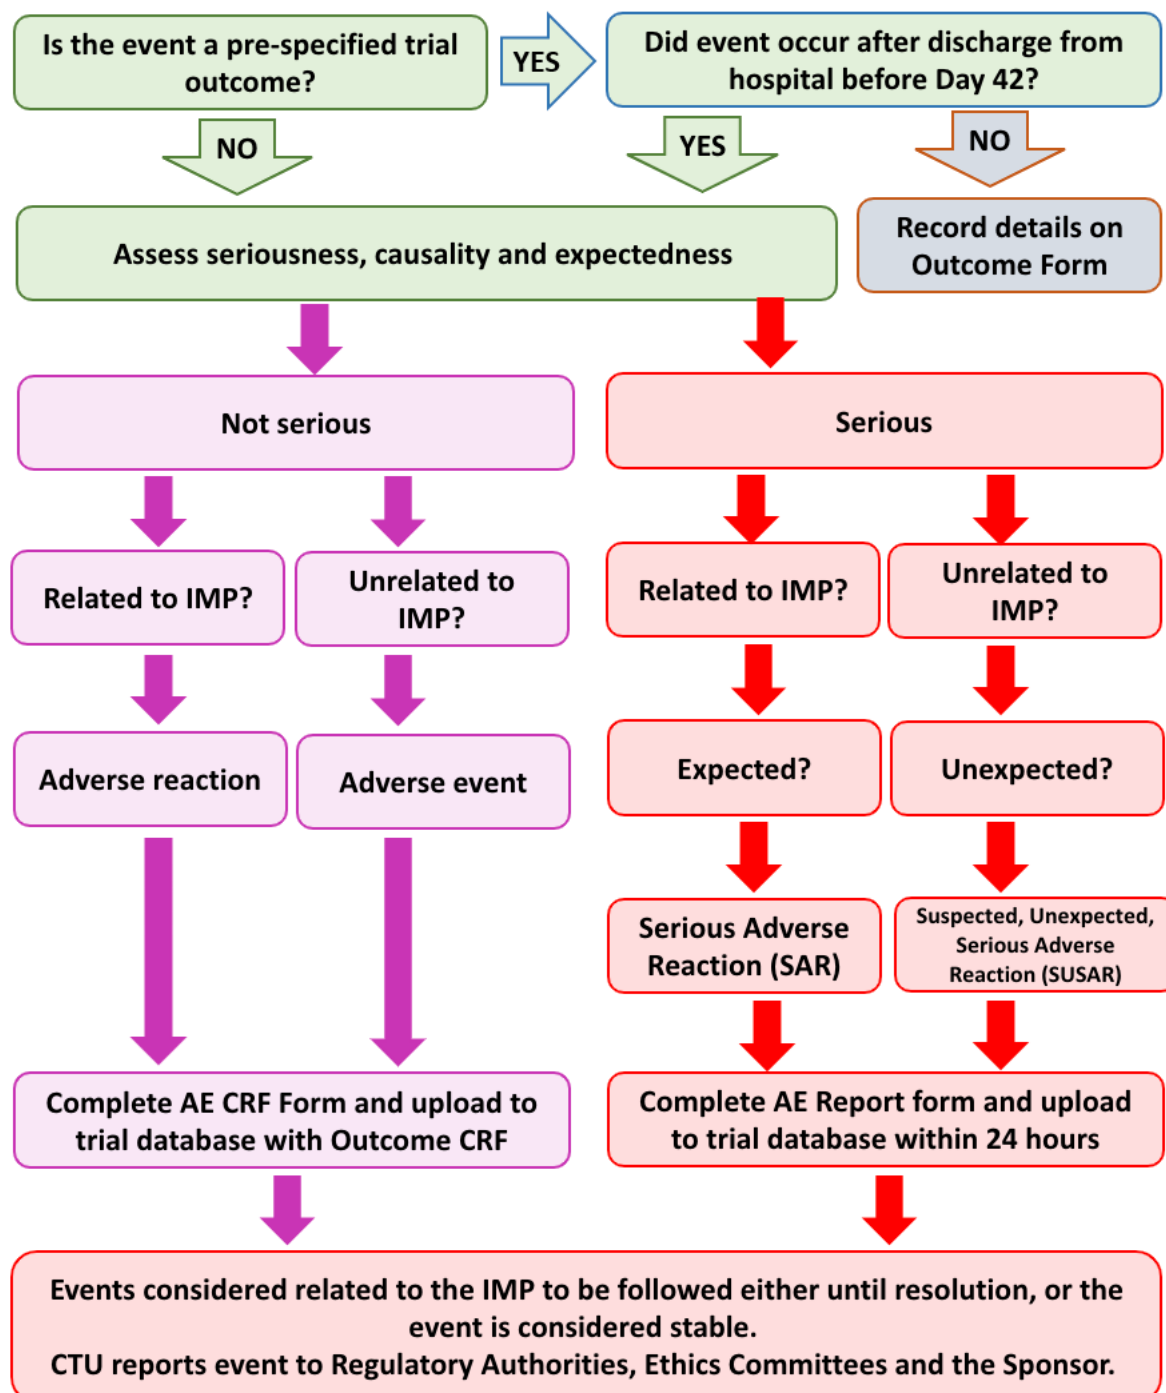 Is the event a pre-specified trial
outcome?
YES
Did event occur after discharge from
hospital before Day 42?
NO
YES
NO
Assess seriousness, causality and expectedness
Record details on
Outcome Form
Not serious
Serious
Related to IMP?
Unrelated to
IMP?
Related to IMP?
Unrelated to
IMP?
Adverse reaction
Adverse event
Expected?
Unexpected?
Serious Adverse
Reaction (SAR)
Suspected, Unexpected,
Serious Adverse
Reaction (SUSAR)
Complete AE CRF Form and upload to
trial database with Outcome CRF
Complete AE Report form and upload
to trial database within 24 hours
Events considered related to the IMP to be followed either until resolution, or the
event is considered stable.
CTU reports event to Regulatory Authorities, Ethics Committees and the Sponsor.